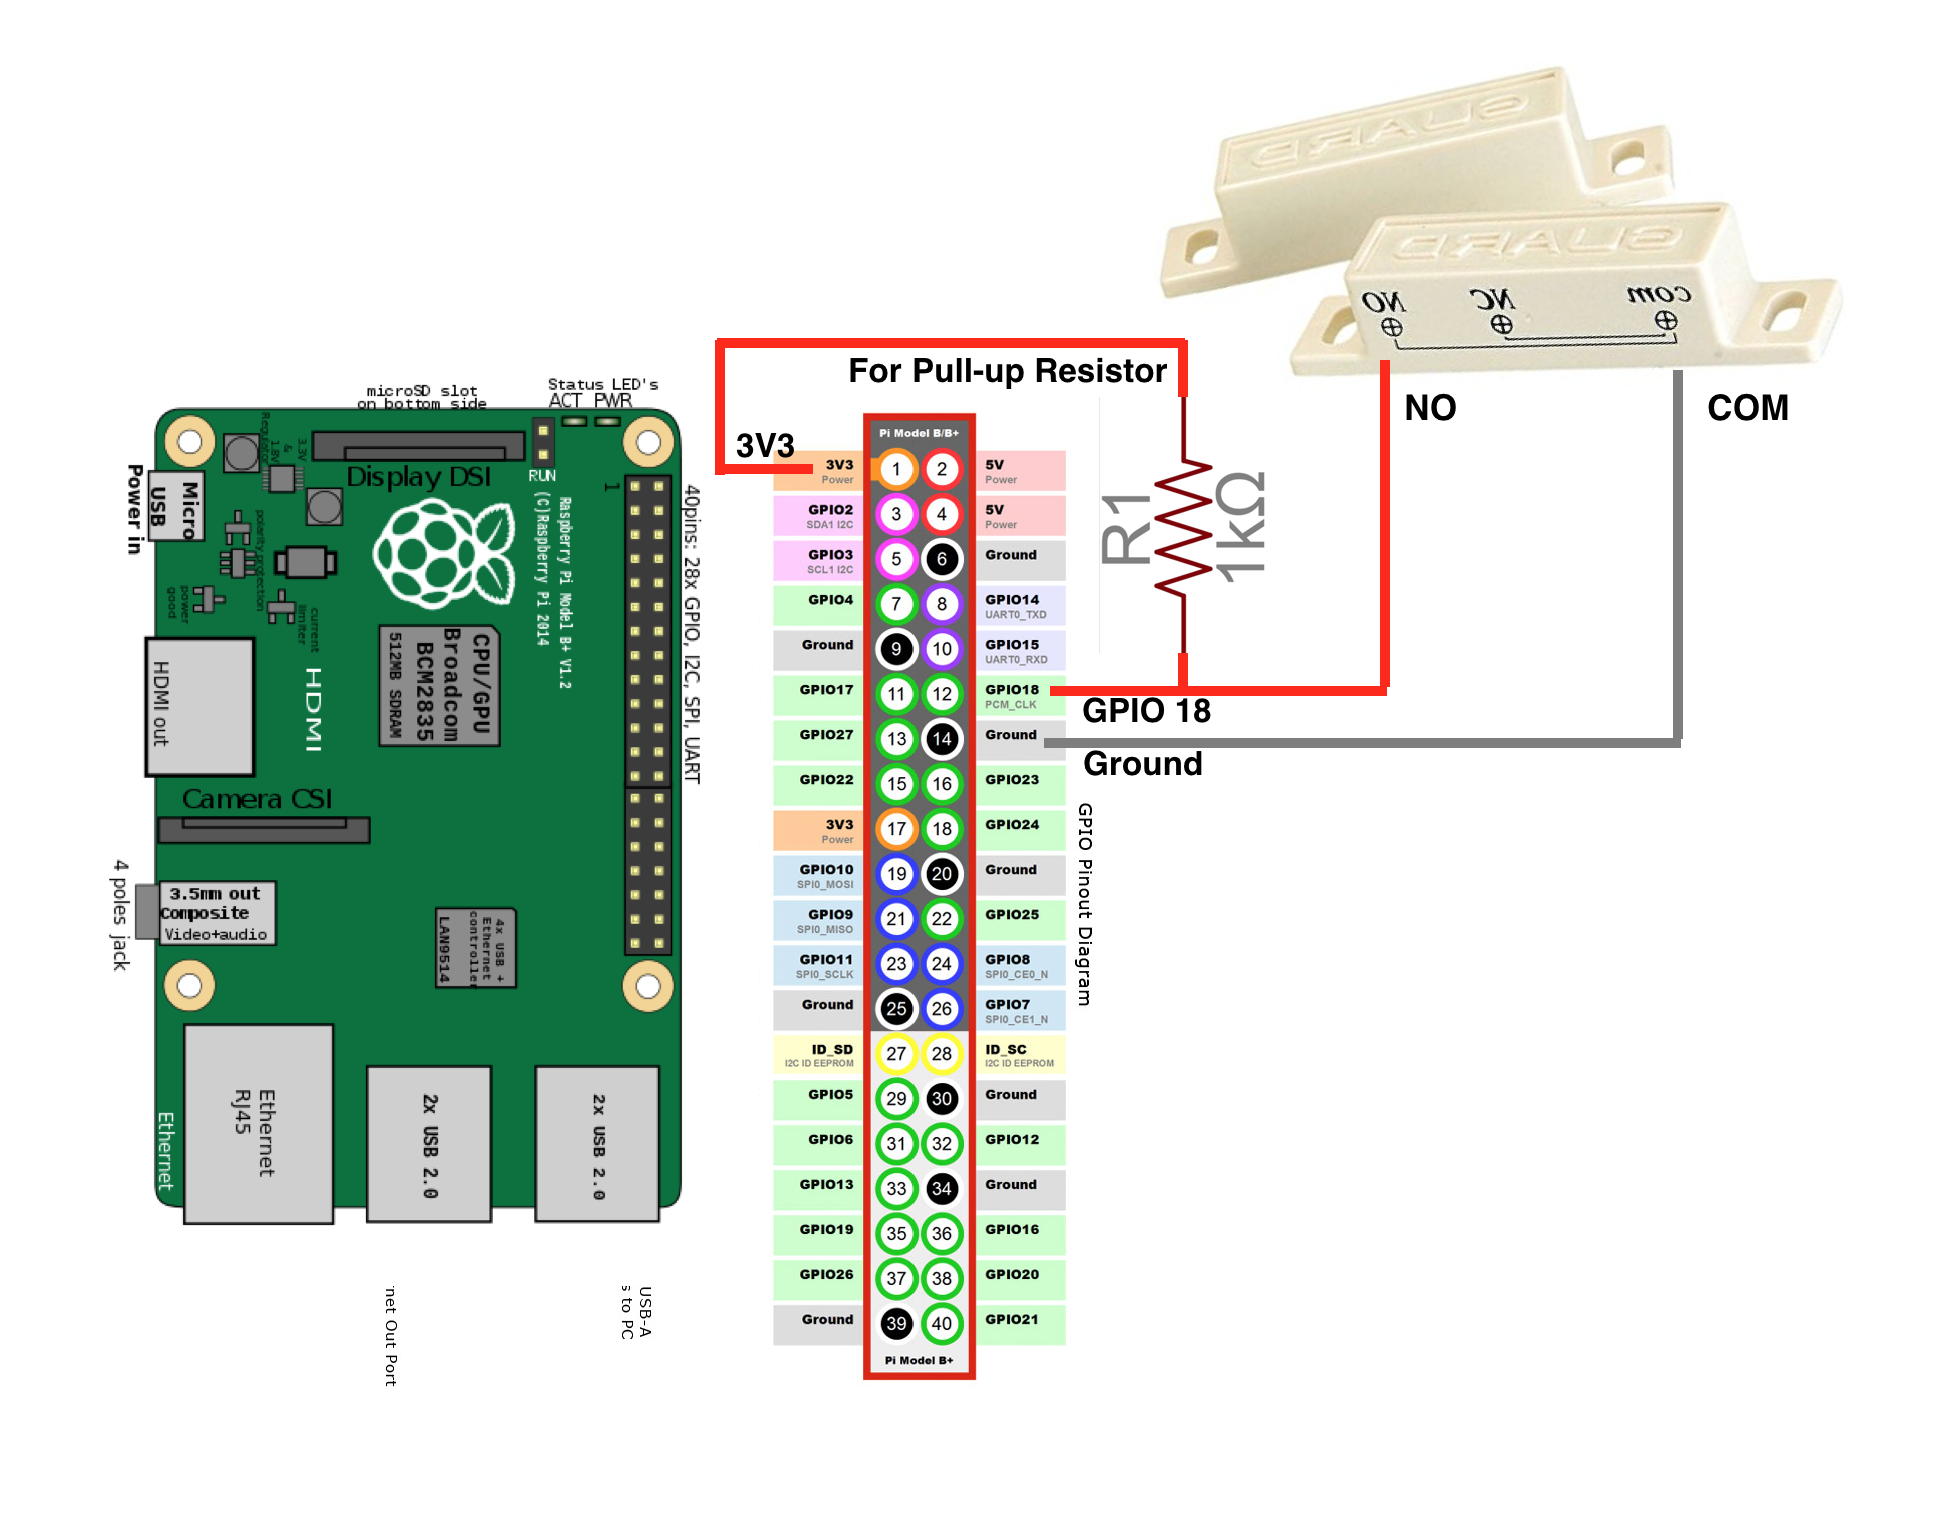 GUARD
GUARD
NO
NC
com
NO
COM
For Pull-up Resistor
3V3
R1
1kΩ
GPIO 18
Ground
microSD slot
on bottom side
Status LED's
ACT PWR
RUN
Display DSI
Power in
Micro
USB
Regulator
&
1.8V
3.3V
polarity protection
power
good
current
limiter
1
40pins: 28x GPIO, I2C, SPI, UART
Raspberry Pi Model B+ V1.2
(C)Raspberry Pi 2014
CPU/GPU
Broadcom
BCM2835
512MB SDRAM
HDMI out
HDMI
Camera CSI
4 poles jack
3.5mm out
Composite
Video+audio
4x USB +
Ethernet
controller
LAN9514
Ethernet
Ethernet
RJ45
2x USB 2.0
2x USB 2.0
net Out Port
USB-A
s to PC
Pi Model B/B+
3V3 1 2 5V
Power Power
GPIO2 3 4 5V
SDA1 I2C Power
GPIO3 5 6 Ground
SCL1 I2C
GPIO4 7 8 GPIO14
UART0_TXD
Ground 9 10 GPIO15
UART0_RXD
GPIO17 11 12 GPIO18
PCM_CLK
GPIO27 13 14 Ground
GPIO22 15 16 GPIO23
3V3 17 18 GPIO24
Power
GPIO10 19 20 Ground
SPI0_MOSI
GPIO9 21 22 GPIO25
SPI0_MISO
GPIO11 23 24 GPIO8
SPI0_SCLK SPI0_CE0_N
Ground 25 26 GPIO7
SPI0_CE1_N
ID_SD 27 28 ID_SC
I2C ID EEPROM I2C ID EEPROM
GPIO5 29 30 Ground
GPIO6 31 32 GPIO12
GPIO13 33 34 Ground
GPIO19 35 36 GPIO16
GPIO26 37 38 GPIO20
Ground 39 40 GPIO21
Pi Model B+
GPIO Pinout Diagram